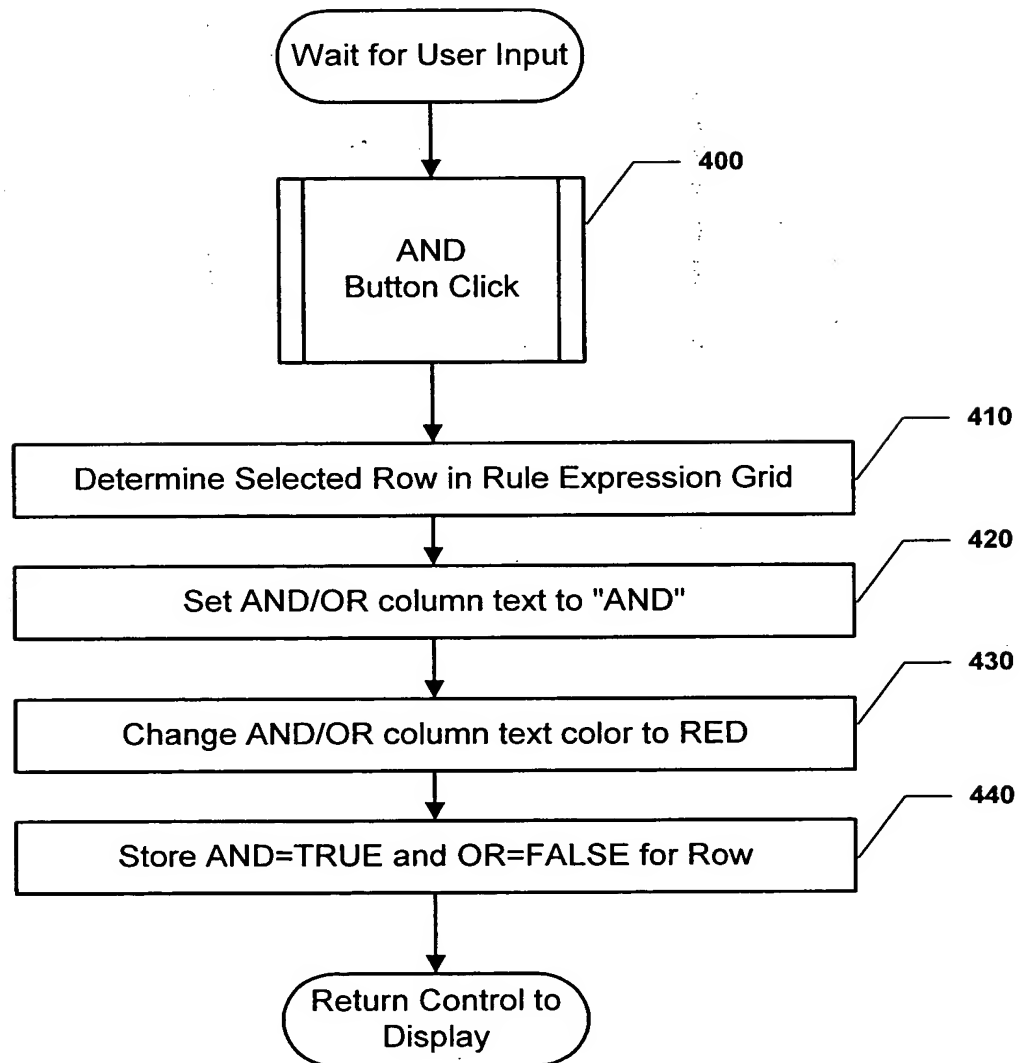 Wait for User Input
400
AND
Button Click
410
Determine Selected Row in Rule Expression Grid
420
Set AND/OR column text to "AND"
430
Change AND/OR column text color to RED
440
Store AND=TRUE and OR=FALSE for Row
Return Control to
Display